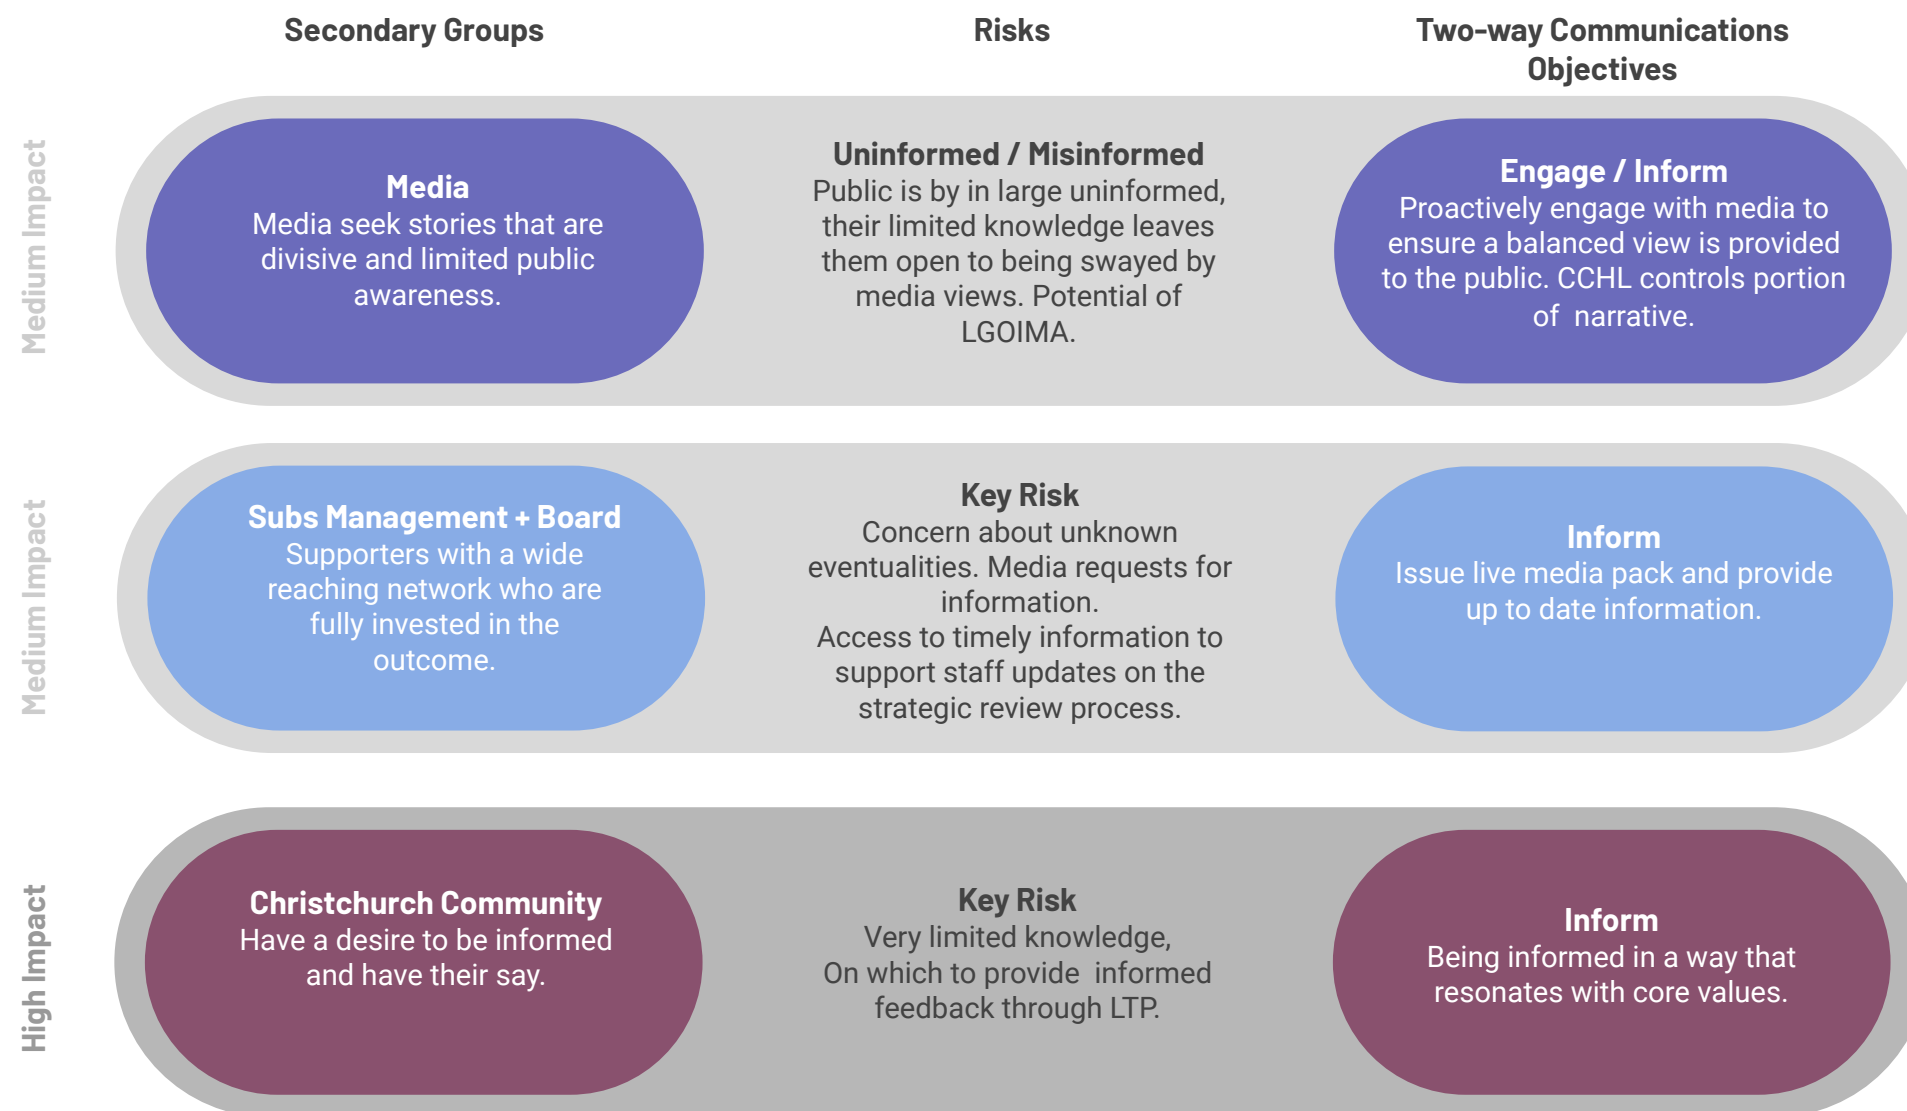 Secondary Groups
Risks
Two-way Communications
Objectives
Medium Impact
Media
Media seek stories that are
divisive and limited public
awareness.
Uninformed / Misinformed
Public is by in large uninformed,
their limited knowledge leaves
them open to being swayed by
media views. Potential of
LGOIMA.
Engage / Inform
Proactively engage with media to
ensure a balanced view is provided
to the public. CCHL controls portion
of  narrative.
Medium Impact
Subs Management + Board
Supporters with a wide
reaching network who are
fully invested in the
outcome.
Key Risk
Concern about unknown
eventualities. Media requests for
information.
Access to timely information to
support staff updates on the
strategic review process.
Inform
Issue live media pack and provide
up to date information.
High Impact
Christchurch Community
Have a desire to be informed
and have their say.
Key Risk
Very limited knowledge,
On which to provide  informed
feedback through LTP.
Inform
Being informed in a way that
resonates with core values.